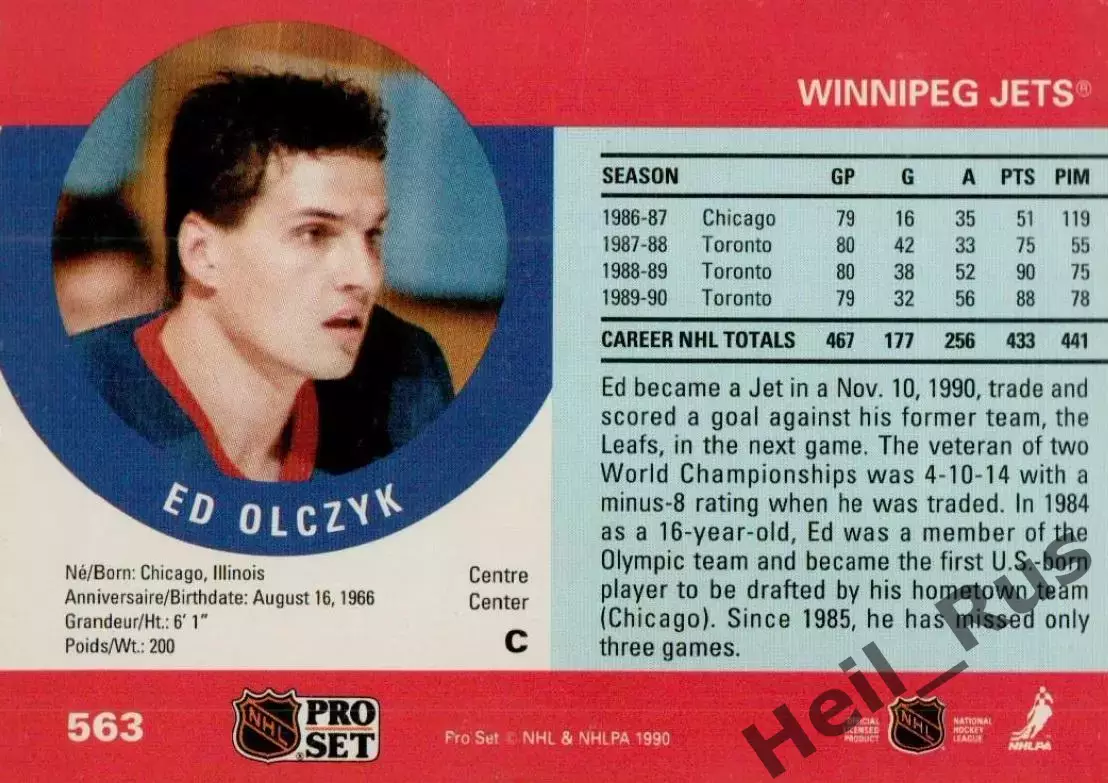 WINNIPEG JETS®
SEASON GP G A PTS PIM
1986-87 Chicago 79 16 35 51 119
1987-88 Toronto 80 42 33 75 55
1988-89 Toronto 80 38 52 90 75
1989-90 Toronto 79 32 56 88 78
CAREER NHL TOTALS 467 177 256 433 441
Ed became a Jet in a Nov. 10, 1990, trade and
scored a goal against his former team, the
Leafs, in the next game. The veteran of two
World Championships was 4-10-14 with a
minus-8 rating when he was traded. In 1984
as a 16-year-old, Ed was a member of the
Olympic team and became the first U.S.-born
player to be drafted by his hometown team
(Chicago). Since 1985, he has missed only
three games.
ED OLCZYK
Né/Born: Chicago, Illinois
Anniversaire/Birthdate: August 16, 1966
Grandeur/Ht.: 6' 1"
Poids/Wt.: 200
Centre
Center
C
563
NHL
PRO
SET
®
Pro Set © NHL & NHLPA 1990
OFFICIAL
LICENSED
PRODUCT
NHL
NATIONAL
HOCKEY
LEAGUE
NHLPA
Heil_Rus